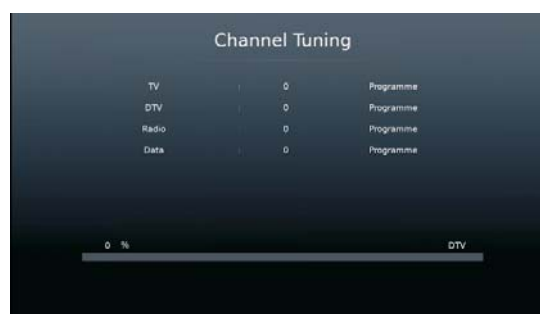 Channel Tuning
TV : 0 Programme
DTV : 0 Programme
Radio : 0 Programme
Data : 0 Programme
0 % DTV